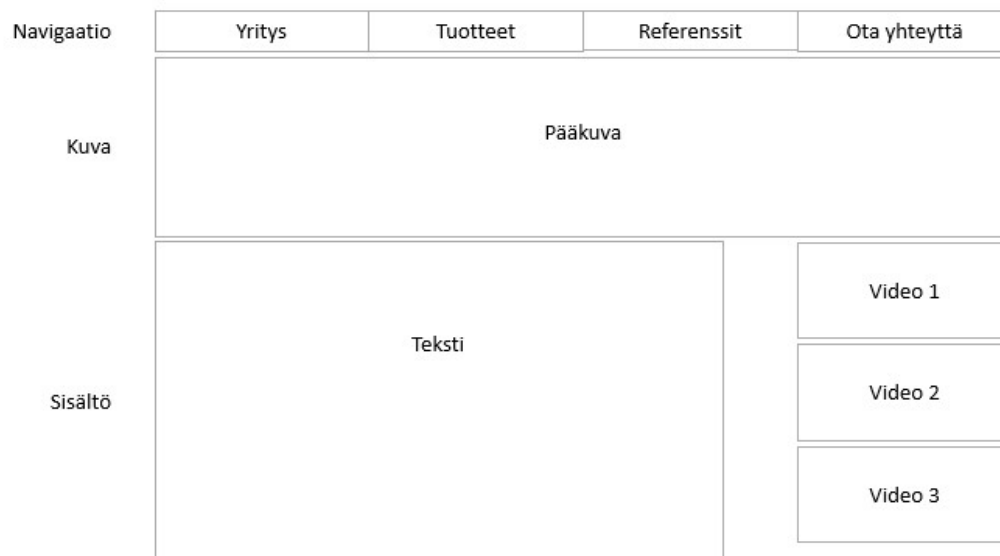 Navigaatio Yritys Tuotteet Referenssit Ota yhteyttä
Kuva
Pääkuva
Sisältö
Teksti
Video 1
Video 2
Video 3